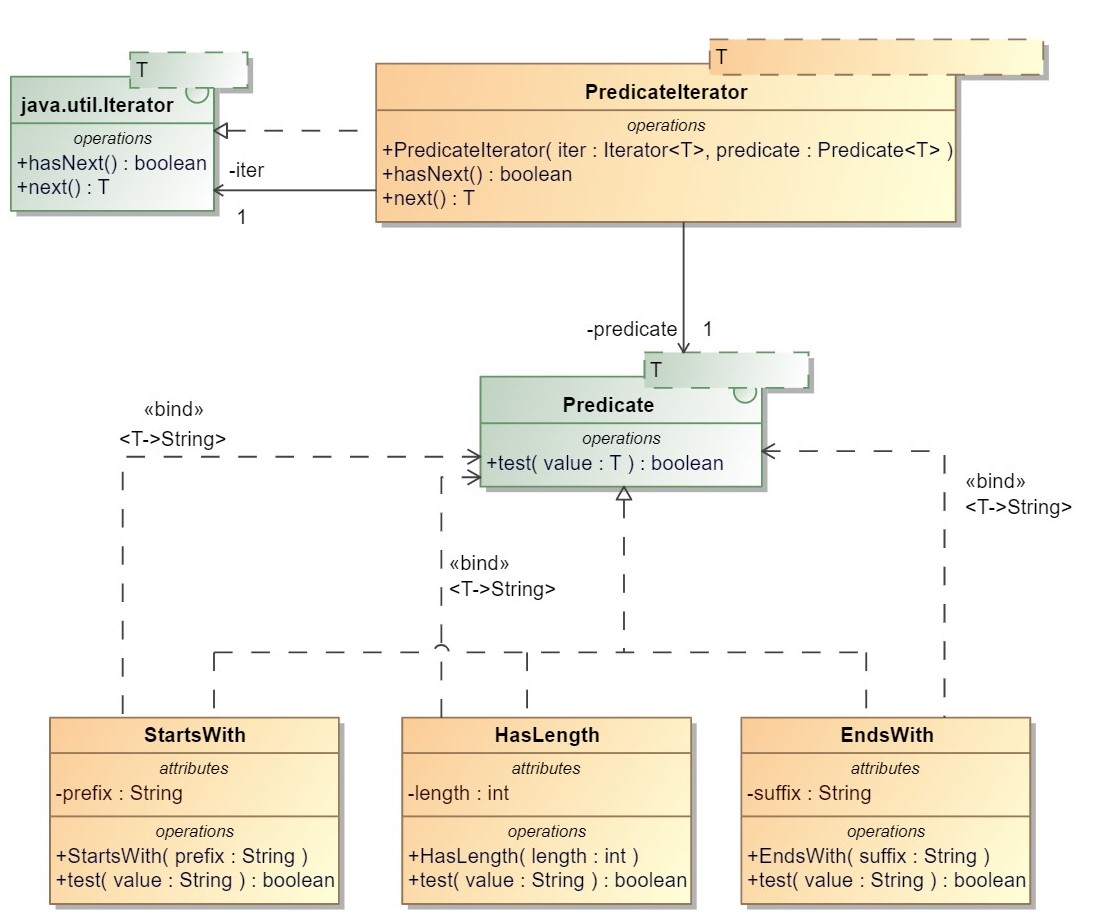 T
java.util.Iterator
operations
+hasNext() : boolean
+next() : T
T
PredicateIterator
operations
+PredicateIterator( iter : Iterator<T>, predicate : Predicate<T> )
+hasNext() : boolean
+next() : T
-iter
1
-predicate 1
T
Predicate
operations
+test( value : T ) : boolean
«bind»
<T->String>
«bind»
<T->String>
«bind»
<T->String>
StartsWith
attributes
-prefix : String
operations
+StartsWith( prefix : String )
+test( value : String ) : boolean
HasLength
attributes
-length : int
operations
+HasLength( length : int )
+test( value : String ) : boolean
EndsWith
attributes
-suffix : String
operations
+EndsWith( suffix : String )
+test( value : String ) : boolean